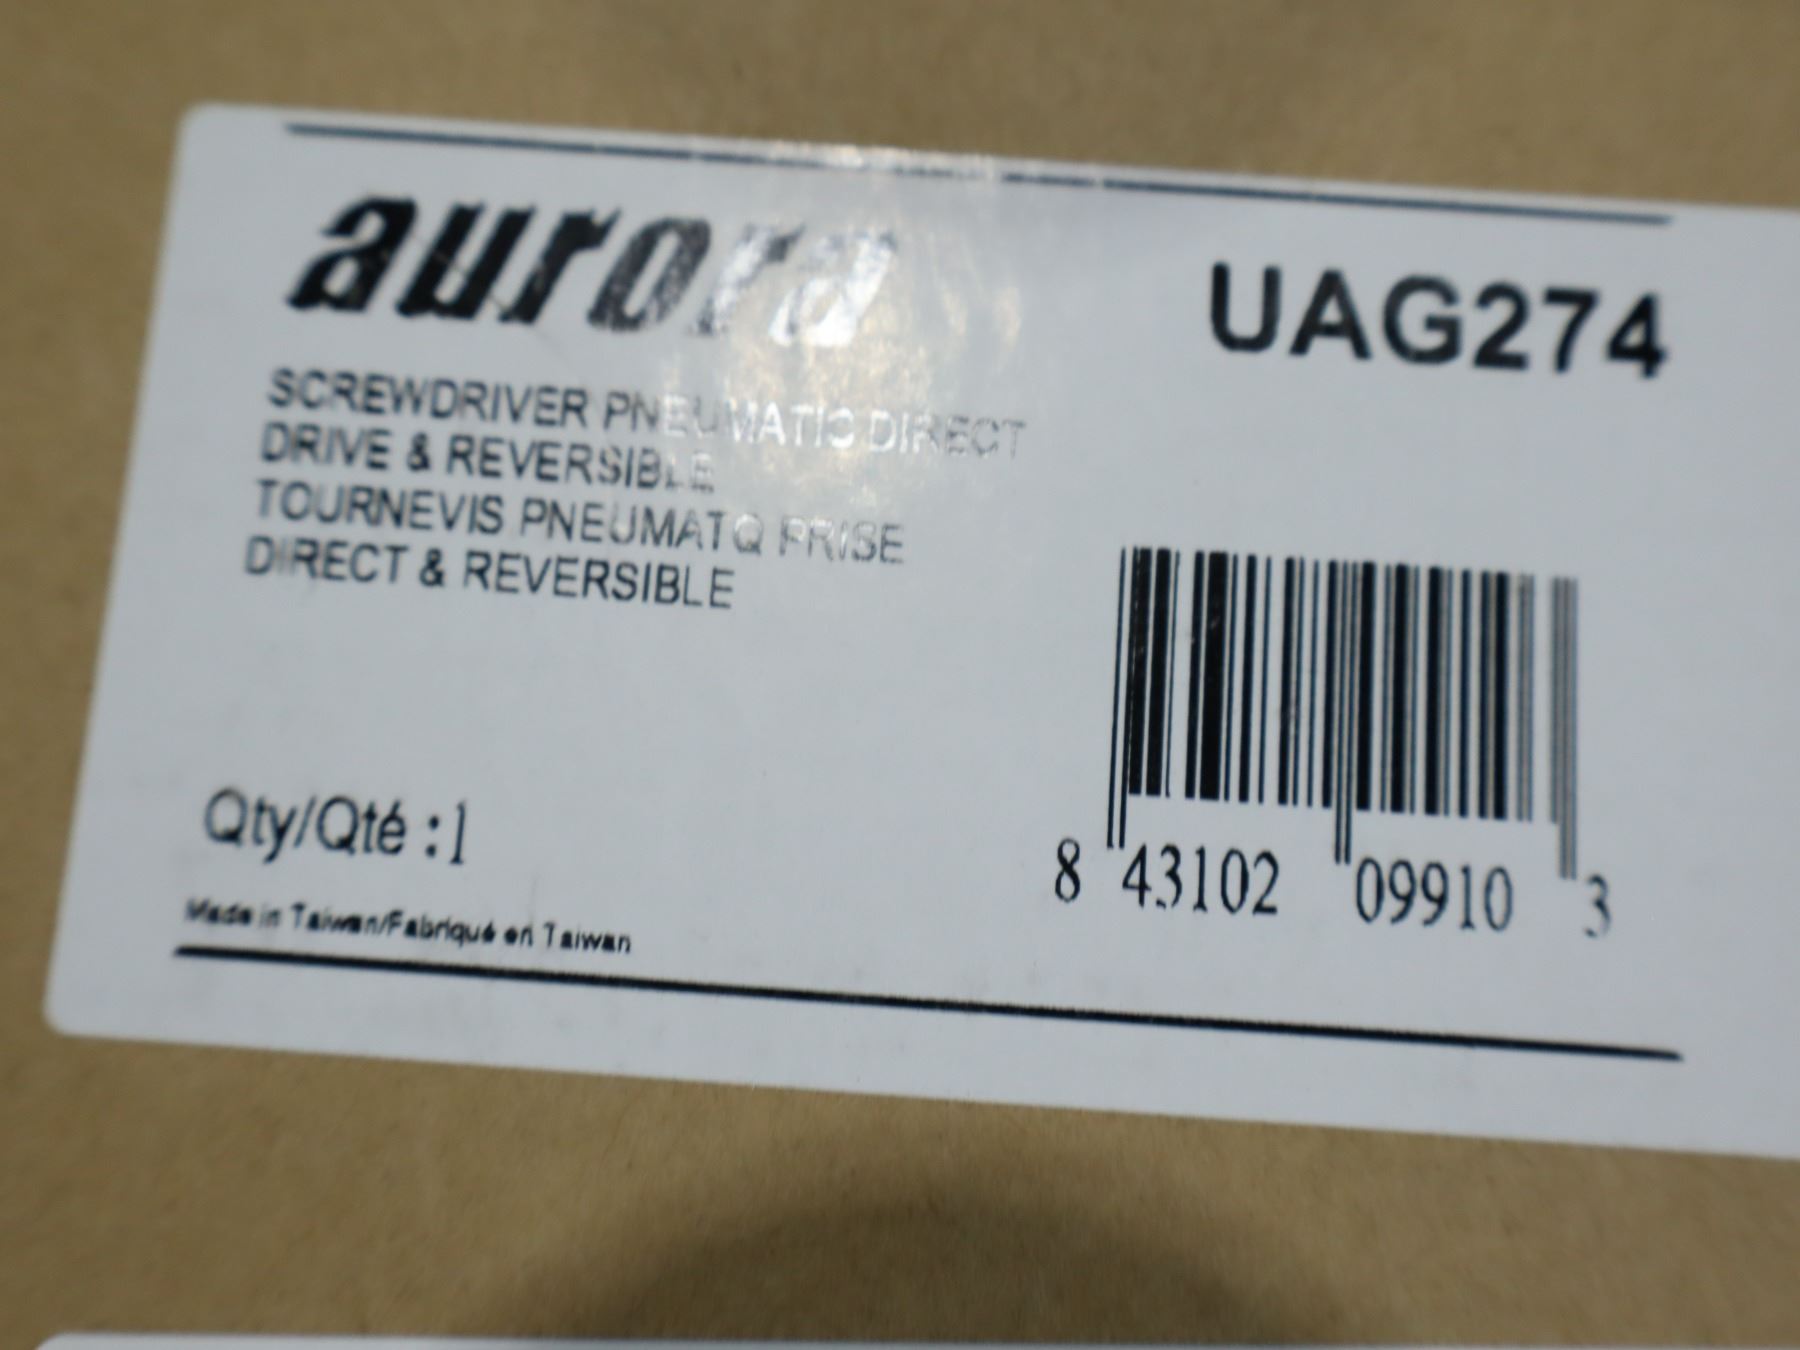 aurora
UAG274
SCREWDRIVER PNEUMATIC DIRECT
DRIVE & REVERSIBLE
TOURNEVIS PNEUMATQ PRISE
DIRECT & REVERSIBLE
Qty/Qté :1
8 43102 09910 3
Made in Taiwan/Fabriqué en Taiwan